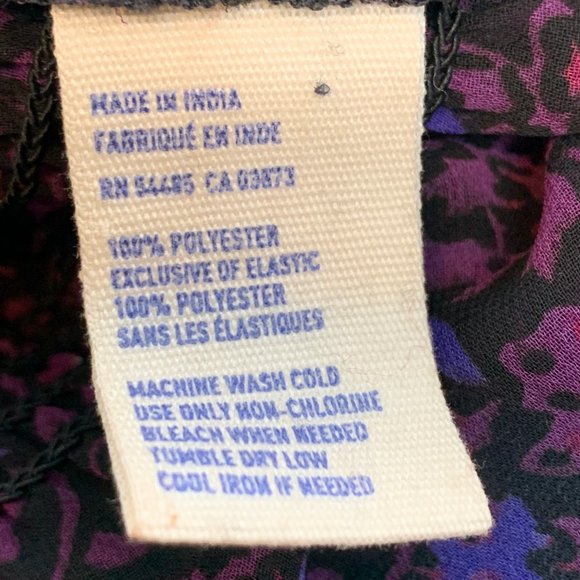 MADE IN INDIA
FABRIQUÉ EN INDE
RN 54485 CA 03873
100% POLYESTER
EXCLUSIVE OF ELASTIC
100% POLYESTER
SANS LES ÉLASTIQUES
MACHINE WASH COLD
USE ONLY NON-CHLORINE
BLEACH WHEN NEEDED
TUMBLE DRY LOW
COOL IRON IF NEEDED